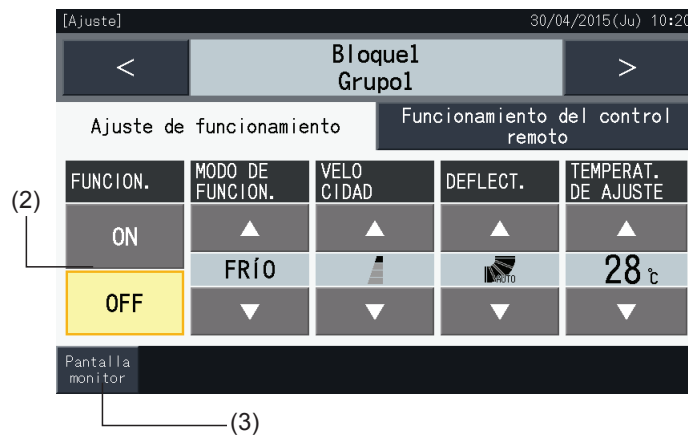 [Ajuste] 30/04/2015(Ju) 10:20
< Bloque1 >
Grupo1
Ajuste de funcionamiento
Funcionamiento del control
remoto
FUNCION.
MODO DE
FUNCION.
VELO
CIDAD
DEFLECT.
TEMPERAT.
DE AJUSTE
(2)
ON
FRÍO
AUTO
28 °C
OFF
Pantalla
monitor
(3)